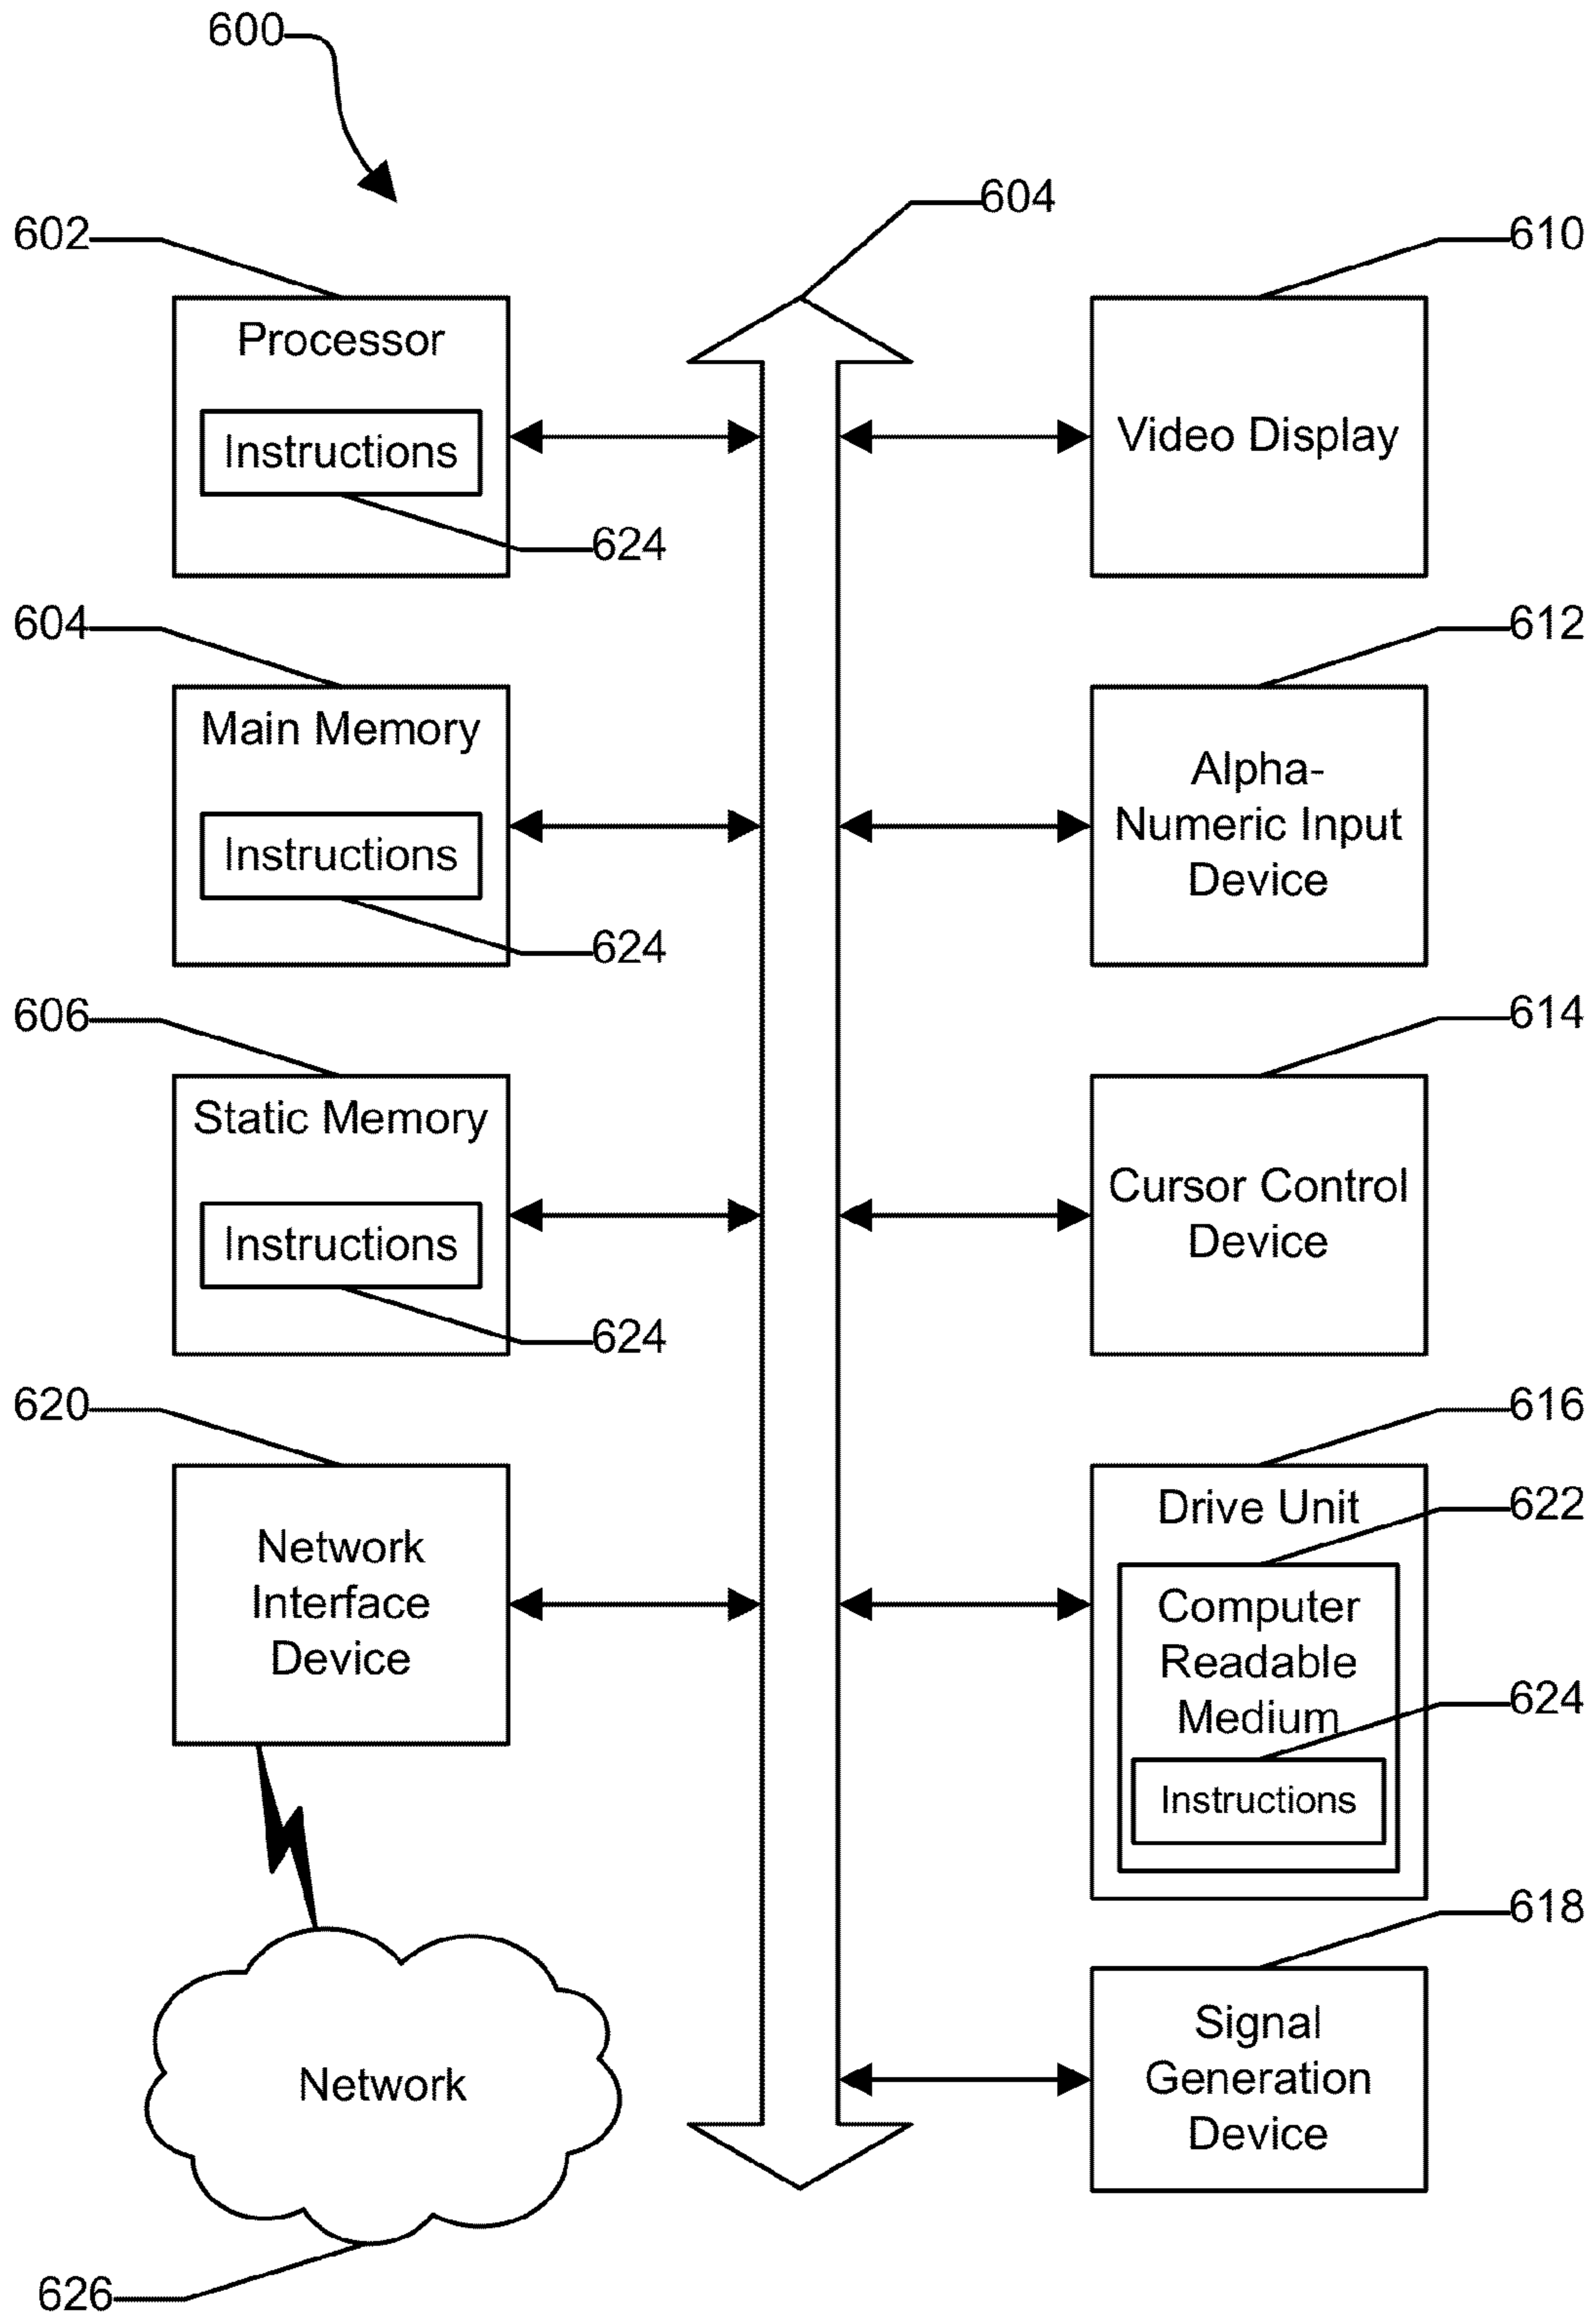 600
604
602
610
Processor
Instructions
624
Video Display
604
612
Main Memory
Instructions
624
Alpha-
Numeric Input
Device
606
614
Static Memory
Instructions
624
Cursor Control
Device
620
616
Network
Interface
Device
Drive Unit
622
Computer
Readable
Medium
624
Instructions
618
Signal
Generation
Device
Network
626